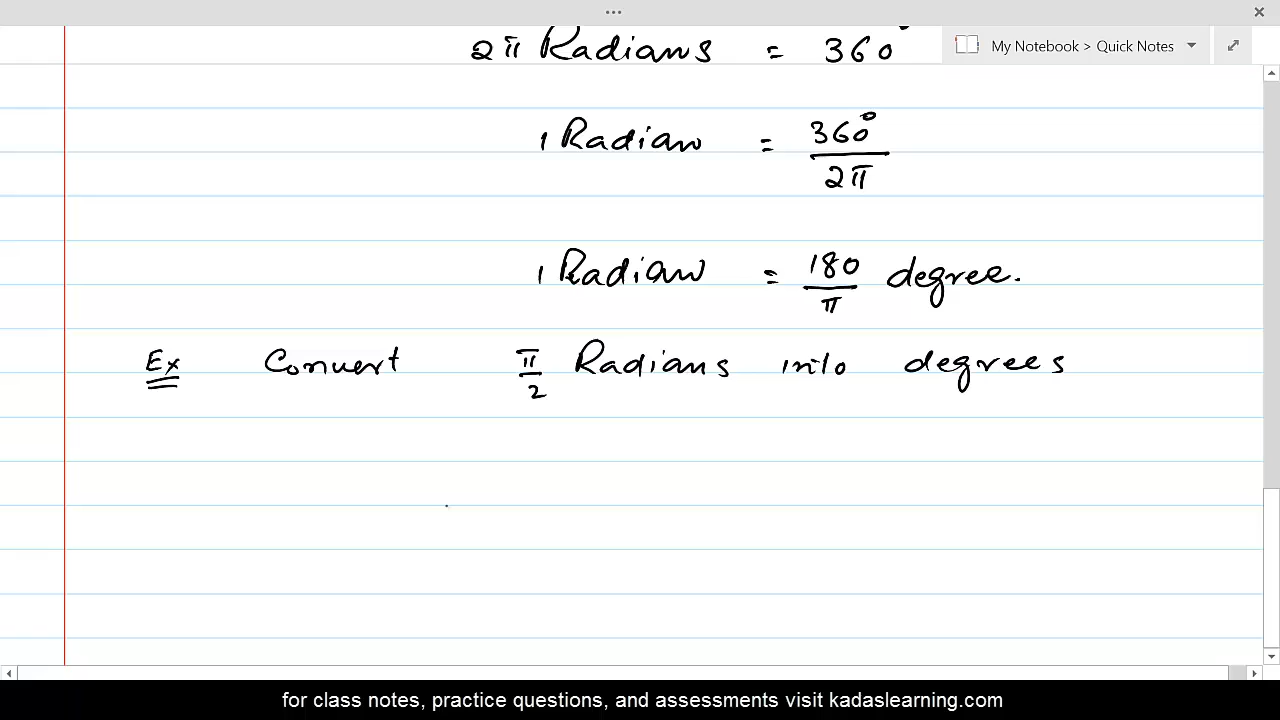 ...
2π Radians = 360°
My Notebook > Quick Notes
1 Radian = 360° / 2π
1 Radian = 180 / π degree.
Ex Convert π/2 Radians into degrees
for class notes, practice questions, and assessments visit kadaslearning.com